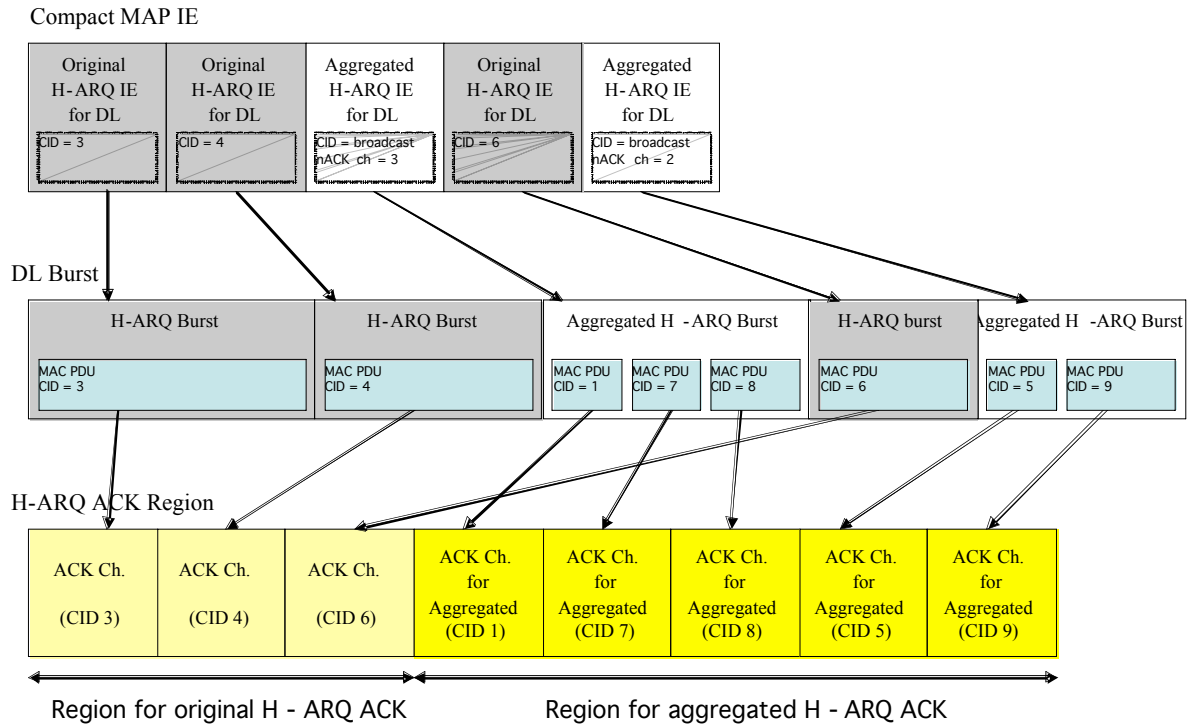 Compact MAP IE
Original
H-ARQ IE
for DL
CID = 3
Original
H-ARQ IE
for DL
CID = 4
Aggregated
H-ARQ IE
for DL
CID = broadcast
nACK ch = 3
Original
H-ARQ IE
for DL
CID = 6
Aggregated
H-ARQ IE
for DL
CID = broadcast
nACK ch = 2
DL Burst
H-ARQ Burst
MAC PDU
CID = 3
H-ARQ Burst
MAC PDU
CID = 4
Aggregated H -ARQ Burst
MAC PDU
CID = 1
MAC PDU
CID = 7
MAC PDU
CID = 8
H-ARQ burst
MAC PDU
CID = 6
Aggregated H -ARQ Burst
MAC PDU
CID = 5
MAC PDU
CID = 9
H-ARQ ACK Region
ACK Ch.
(CID 3)
ACK Ch.
(CID 4)
ACK Ch.
(CID 6)
ACK Ch.
for
Aggregated
(CID 1)
ACK Ch.
for
Aggregated
(CID 7)
ACK Ch.
for
Aggregated
(CID 8)
ACK Ch.
for
Aggregated
(CID 5)
ACK Ch.
for
Aggregated
(CID 9)
Region for original H - ARQ ACK
Region for aggregated H - ARQ ACK